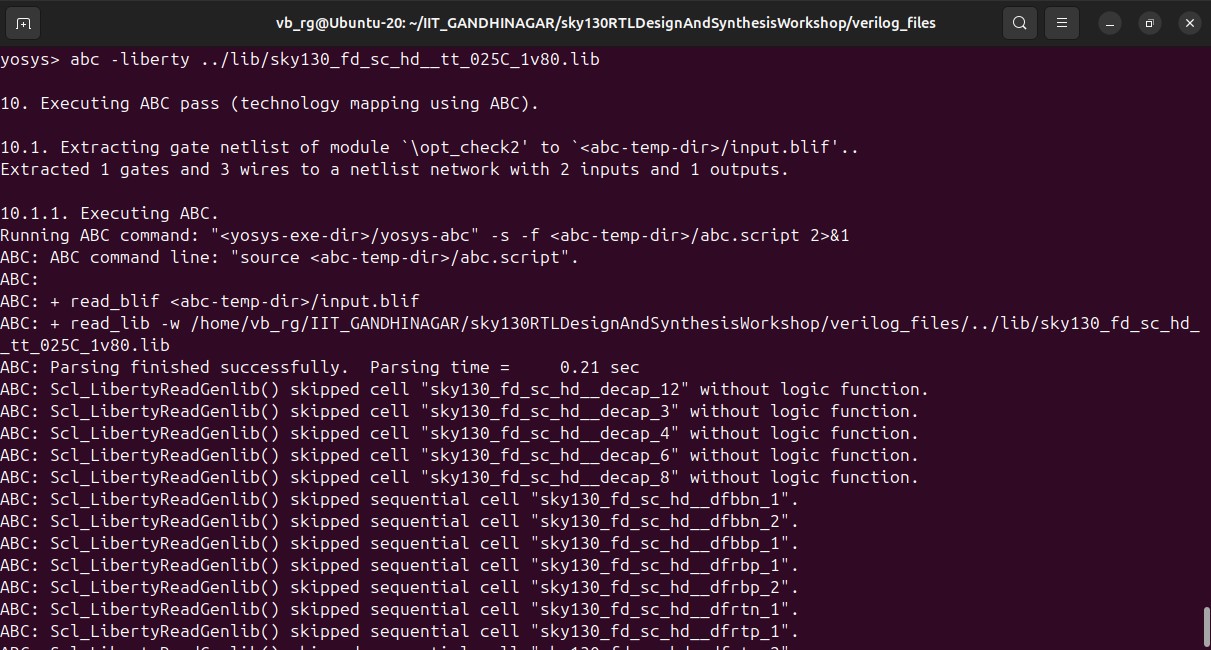 vb_rg@Ubuntu-20: ~/IIT_GANDHINAGAR/sky130RTLDesignAndSynthesisWorkshop/verilog_files
yosys> abc -liberty ../lib/sky130_fd_sc_hd__tt_025C_1v80.lib
10. Executing ABC pass (technology mapping using ABC).
10.1. Extracting gate netlist of module `\opt_check2' to `<abc-temp-dir>/input.blif'..
Extracted 1 gates and 3 wires to a netlist network with 2 inputs and 1 outputs.
10.1.1. Executing ABC.
Running ABC command: "<yosys-exe-dir>/yosys-abc" -s -f <abc-temp-dir>/abc.script 2>&1
ABC: ABC command line: "source <abc-temp-dir>/abc.script".
ABC:
ABC: + read_blif <abc-temp-dir>/input.blif
ABC: + read_lib -w /home/vb_rg/IIT_GANDHINAGAR/sky130RTLDesignAndSynthesisWorkshop/verilog_files/../lib/sky130_fd_sc_hd_
_tt_025C_1v80.lib
ABC: Parsing finished successfully.  Parsing time =     0.21 sec
ABC: Scl_LibertyReadGenlib() skipped cell "sky130_fd_sc_hd__decap_12" without logic function.
ABC: Scl_LibertyReadGenlib() skipped cell "sky130_fd_sc_hd__decap_3" without logic function.
ABC: Scl_LibertyReadGenlib() skipped cell "sky130_fd_sc_hd__decap_4" without logic function.
ABC: Scl_LibertyReadGenlib() skipped cell "sky130_fd_sc_hd__decap_6" without logic function.
ABC: Scl_LibertyReadGenlib() skipped cell "sky130_fd_sc_hd__decap_8" without logic function.
ABC: Scl_LibertyReadGenlib() skipped sequential cell "sky130_fd_sc_hd__dfbbn_1".
ABC: Scl_LibertyReadGenlib() skipped sequential cell "sky130_fd_sc_hd__dfbbn_2".
ABC: Scl_LibertyReadGenlib() skipped sequential cell "sky130_fd_sc_hd__dfbbp_1".
ABC: Scl_LibertyReadGenlib() skipped sequential cell "sky130_fd_sc_hd__dfrbp_1".
ABC: Scl_LibertyReadGenlib() skipped sequential cell "sky130_fd_sc_hd__dfrbp_2".
ABC: Scl_LibertyReadGenlib() skipped sequential cell "sky130_fd_sc_hd__dfrtn_1".
ABC: Scl_LibertyReadGenlib() skipped sequential cell "sky130_fd_sc_hd__dfrtp_1".